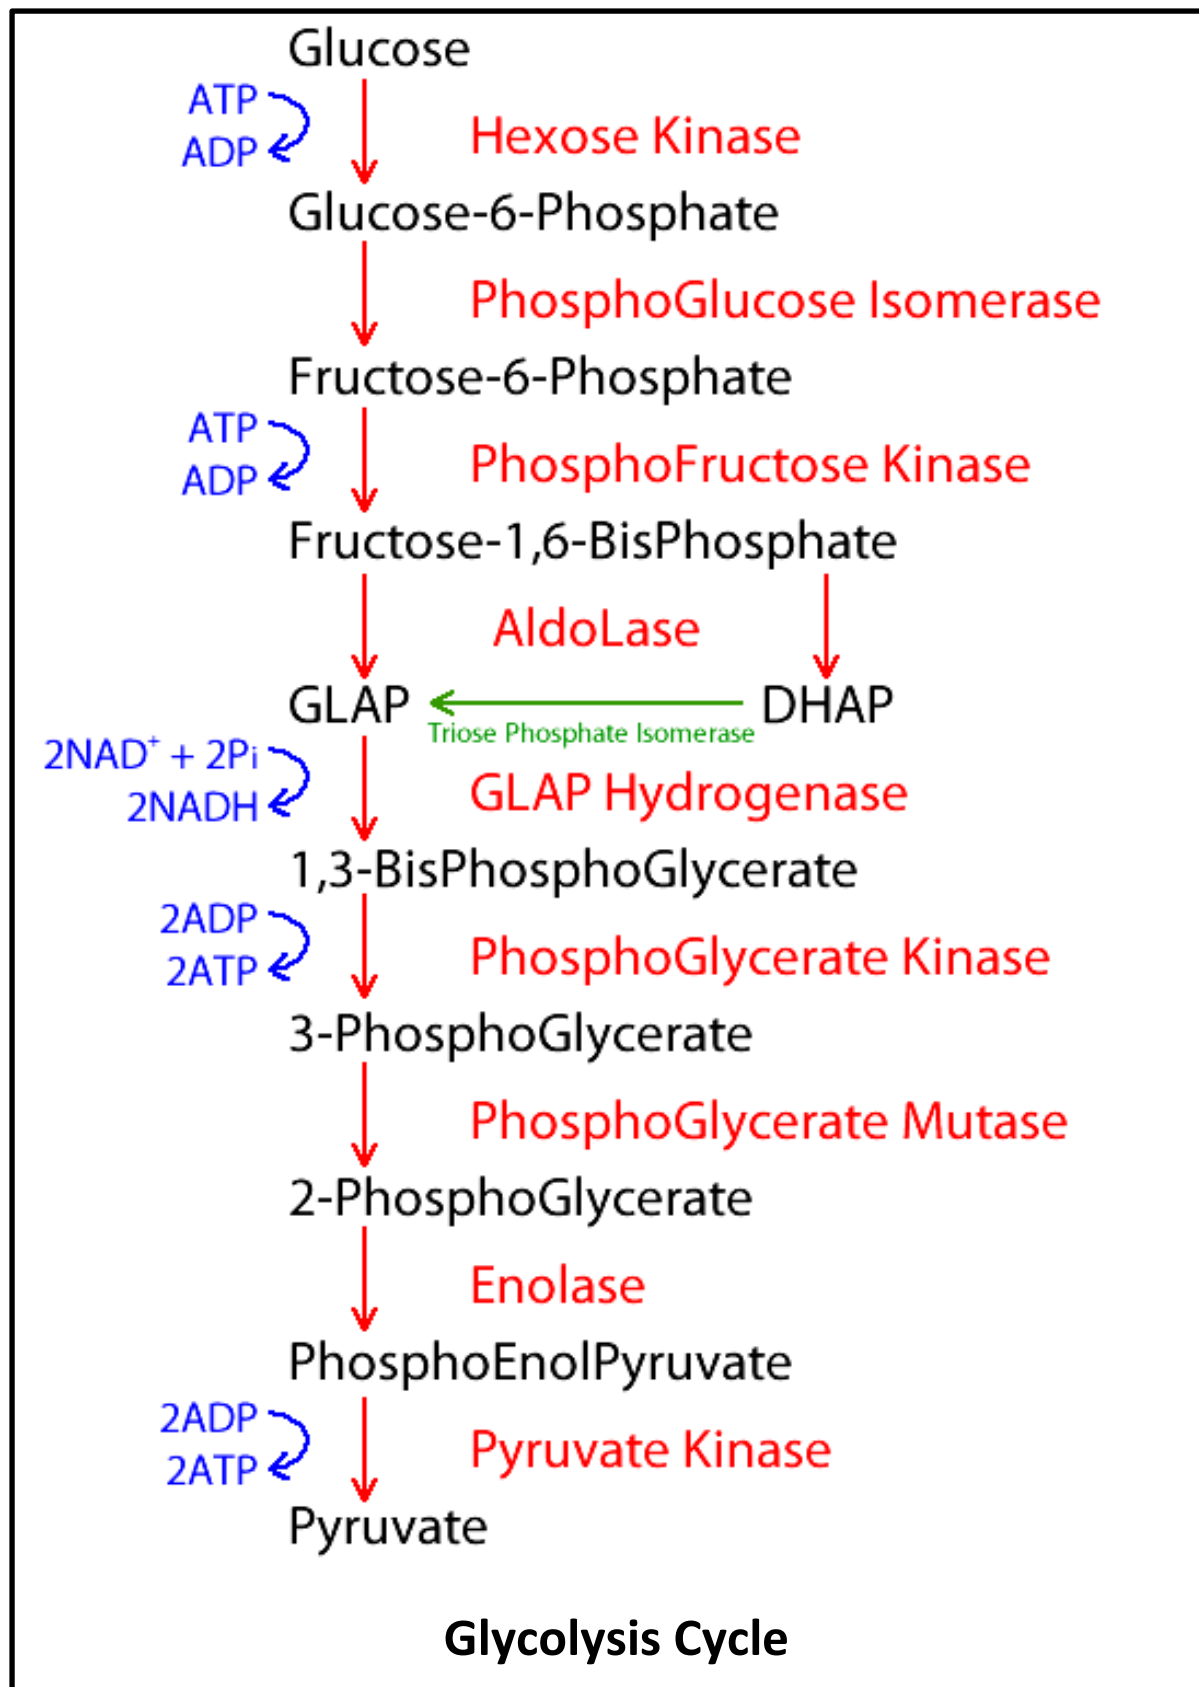 Glucose
ATP
ADP
Hexose Kinase
Glucose-6-Phosphate
PhosphoGlucose Isomerase
Fructose-6-Phosphate
ATP
ADP
PhosphoFructose Kinase
Fructose-1,6-BisPhosphate
AldoLase
GLAP
DHAP
Triose Phosphate Isomerase
2NAD⁺ + 2Pi
2NADH
GLAP Hydrogenase
1,3-BisPhosphoGlycerate
2ADP
2ATP
PhosphoGlycerate Kinase
3-PhosphoGlycerate
PhosphoGlycerate Mutase
2-PhosphoGlycerate
Enolase
PhosphoEnolPyruvate
2ADP
2ATP
Pyruvate Kinase
Pyruvate
Glycolysis Cycle